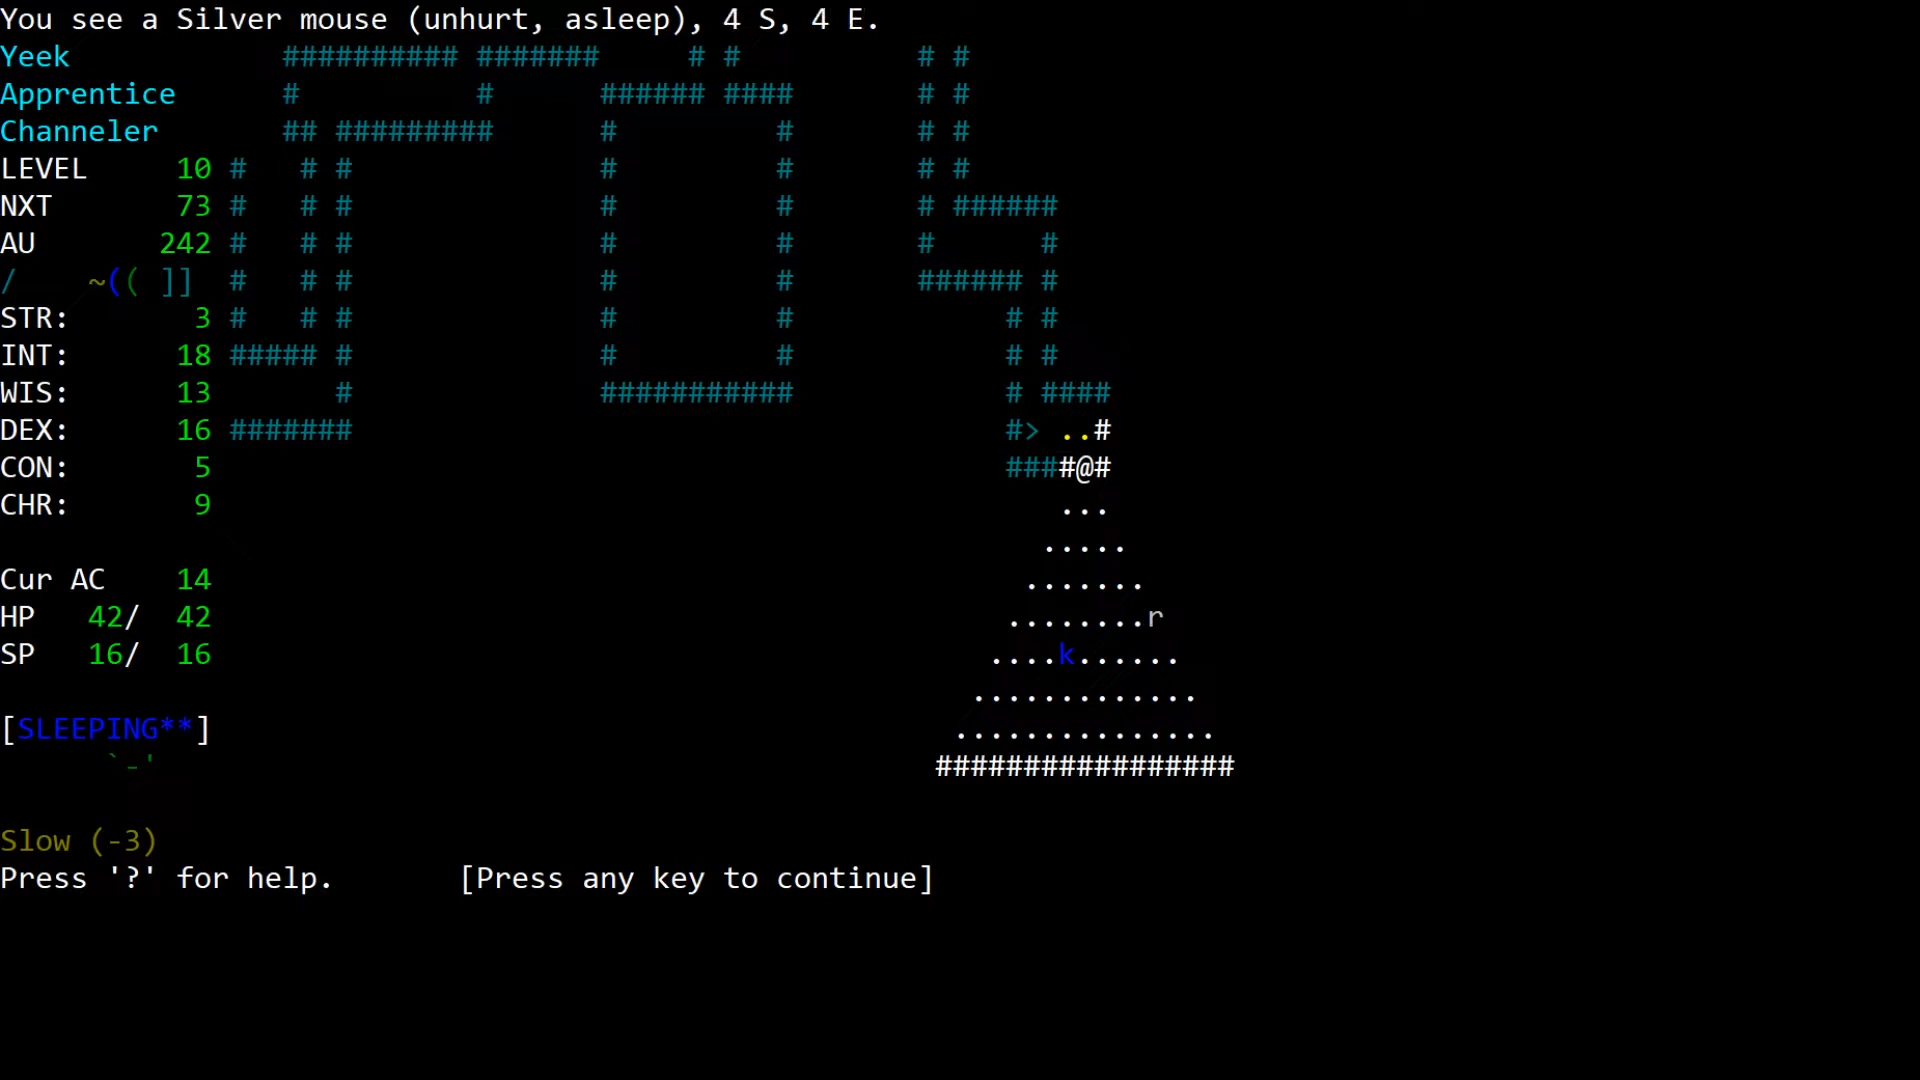 You see a Silver mouse (unhurt, asleep), 4 S, 4 E.
Yeek            ########## #######     # #          # #
Apprentice      #          #      ###### ####       # #
Channeler       ## #########      #         #       # #
LEVEL     10 #   # #              #         #       # #
NXT       73 #   # #              #         #       # ######
AU       242 #   # #              #         #       #      #
/    ~(( ]]  #   # #              #         #       ###### #
STR:       3 #   # #              #         #            # #
INT:      18 ##### #              #         #            # #
WIS:      13       #              ###########            # ####
DEX:      16 #######                                     #> ..#
CON:       5                                             ####@#
CHR:       9                                                ...
                                                           .....
Cur AC    14                                              .......
HP   42/  42                                             ........r
SP   16/  16                                            ....k......
                                                       .............
[SLEEPING**]                                          ...............
      `-'                                            #################
Slow (-3)
Press '?' for help.       [Press any key to continue]